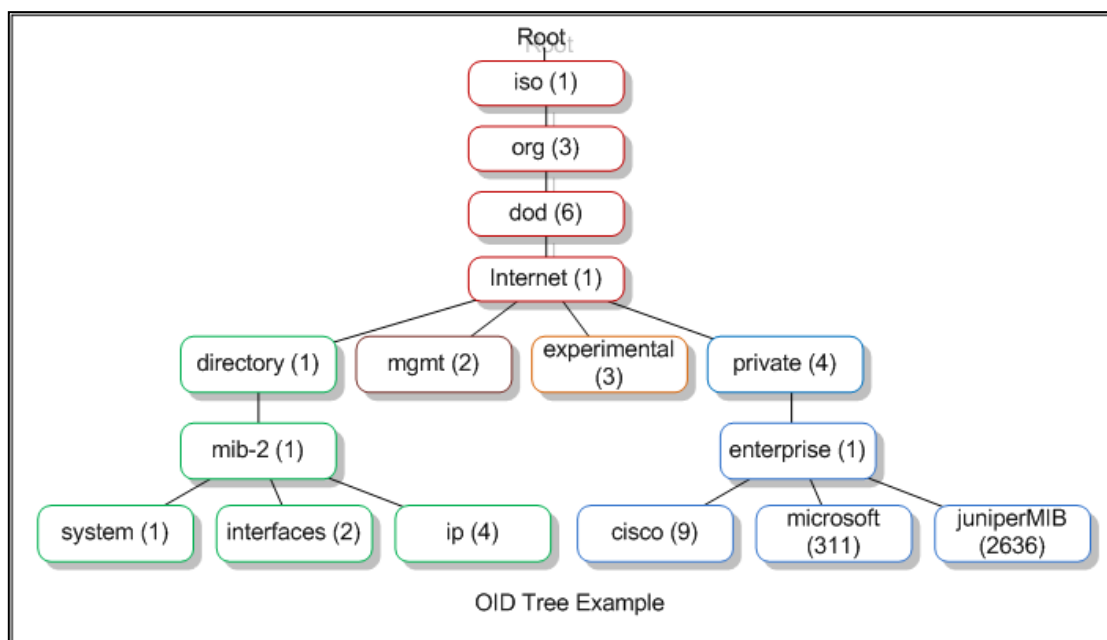 Root
iso (1)
org (3)
dod (6)
Internet (1)
directory (1)
mgmt (2)
experimental
(3)
private (4)
mib-2 (1)
enterprise (1)
system (1)
interfaces (2)
ip (4)
cisco (9)
microsoft
(311)
juniperMIB
(2636)
OID Tree Example